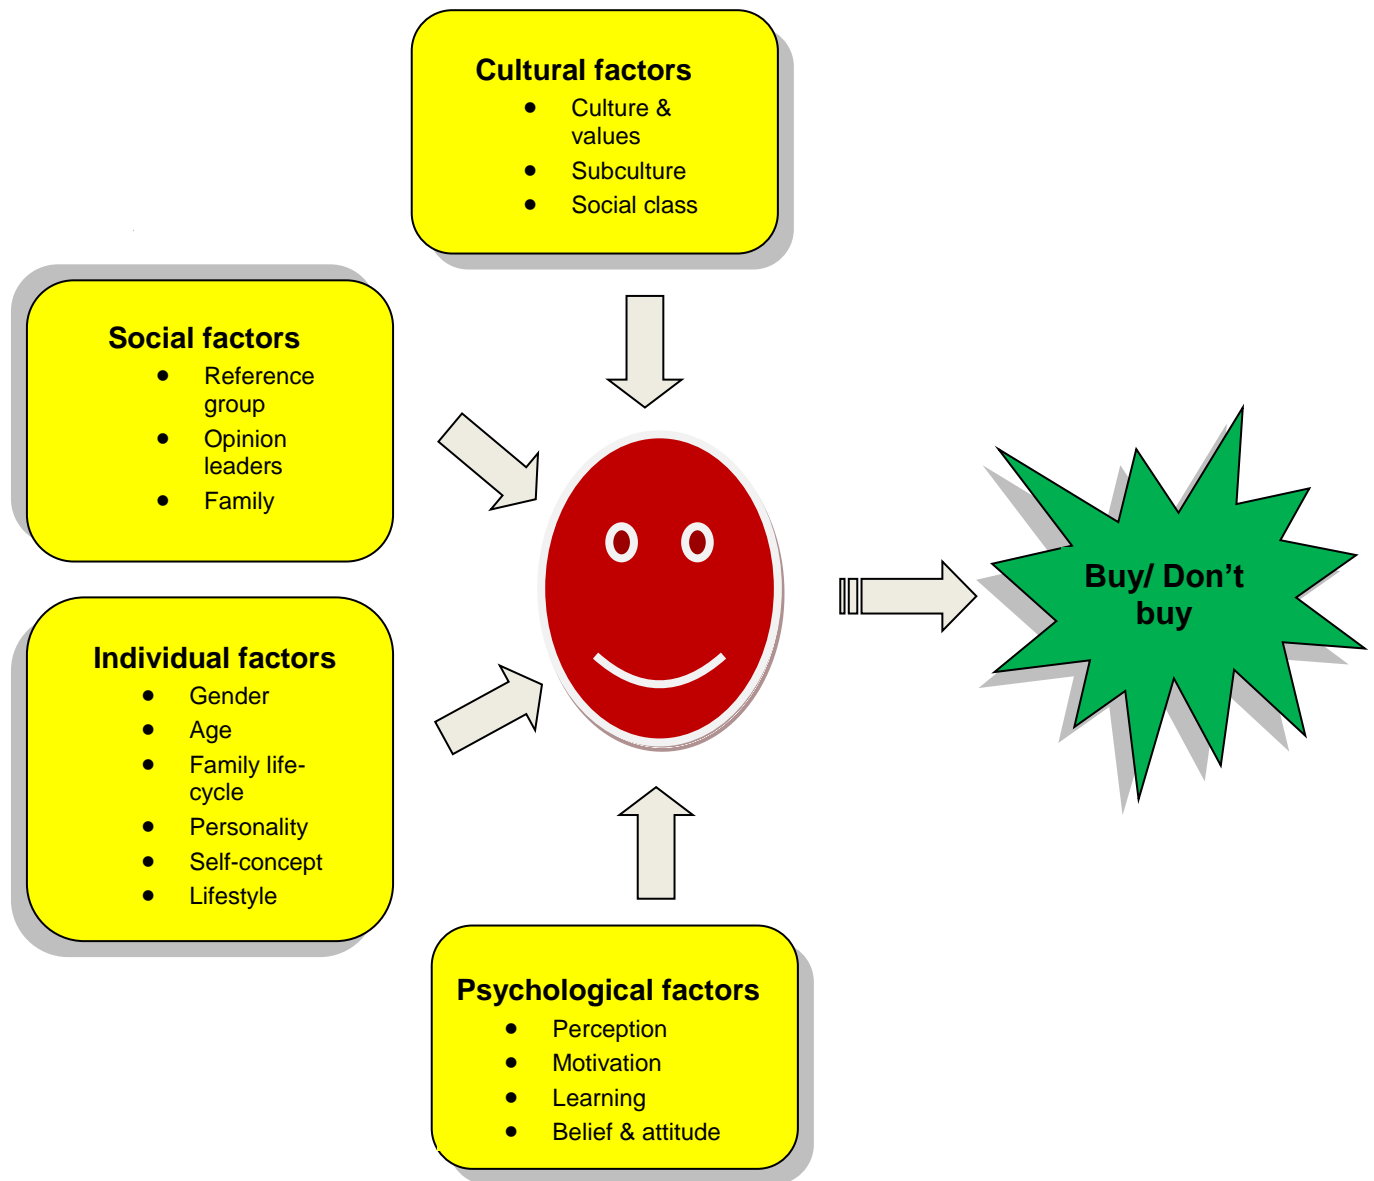 Cultural factors
● Culture &
values
● Subculture
● Social class
Social factors
● Reference
group
● Opinion
leaders
● Family
Individual factors
● Gender
● Age
● Family life-
cycle
● Personality
● Self-concept
● Lifestyle
Psychological factors
● Perception
● Motivation
● Learning
● Belief & attitude
Buy/ Don’t
buy